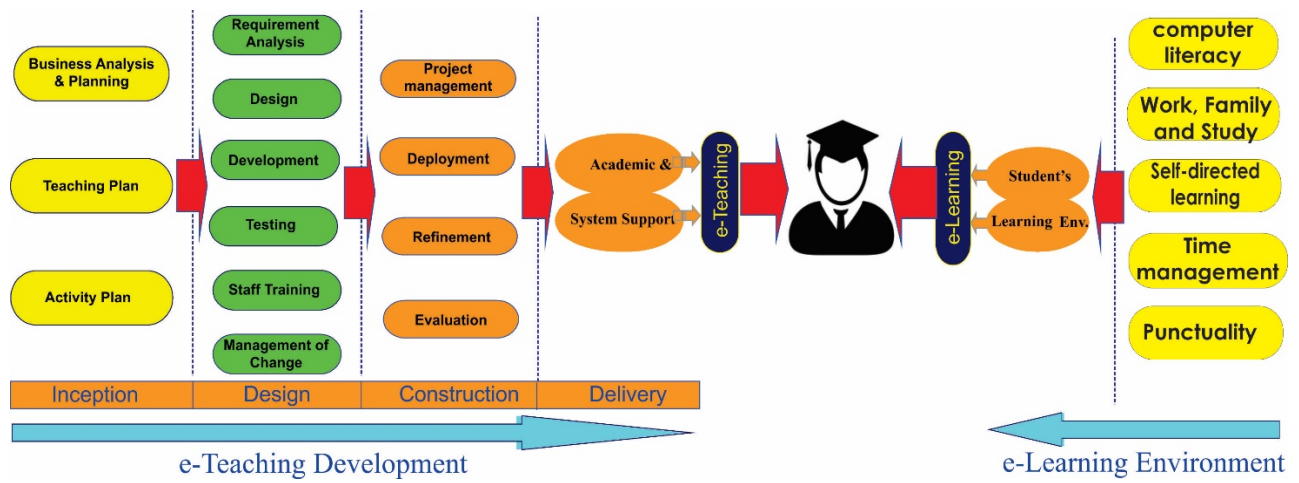 Business Analysis
& Planning
Teaching Plan
Activity Plan
Requirement
Analysis
Design
Development
Testing
Staff Training
Management of
Change
Project
management
Deployment
Refinement
Evaluation
Academic &
System Support
e-Teaching
e-Learning
Student's
Learning Env.
computer
literacy
Work, Family
and Study
Self-directed
learning
Time
management
Punctuality
Inception
Design
Construction
Delivery
e-Teaching Development
e-Learning Environment